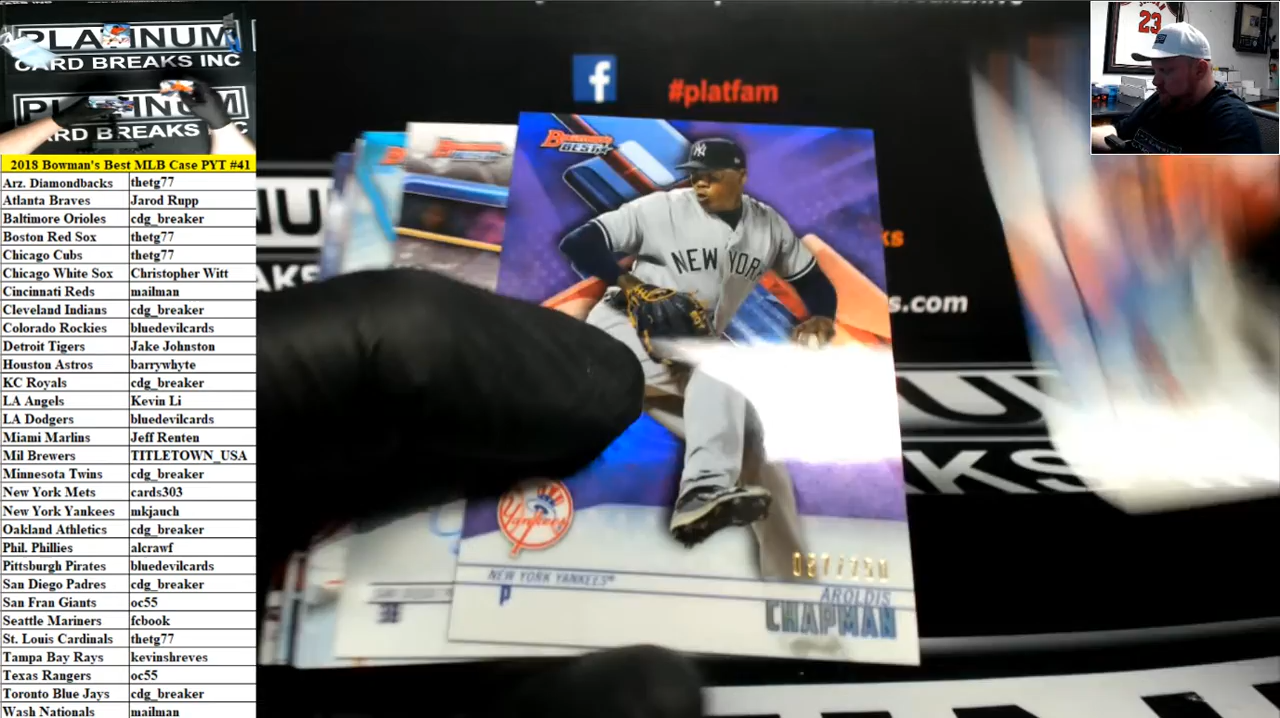 PLATINUM
CARD BREAKS INC
PLATINUM
CARD BREAKS INC
23
#platfam
2018 Bowman's Best MLB Case PYT #41
Arz. Diamondbacks thetg77
Atlanta Braves Jarod Rupp
Baltimore Orioles cdg_breaker
Boston Red Sox thetg77
Chicago Cubs thetg77
Chicago White Sox Christopher Witt
Cincinnati Reds mailman
Cleveland Indians cdg_breaker
Colorado Rockies bluedevilcards
Detroit Tigers Jake Johnston
Houston Astros barrywhyte
KC Royals cdg_breaker
LA Angels Kevin Li
LA Dodgers bluedevilcards
Miami Marlins Jeff Renten
Mil Brewers TITLETOWN_USA
Minnesota Twins cdg_breaker
New York Mets cards303
New York Yankees mkjauch
Oakland Athletics cdg_breaker
Phil. Phillies alcrawf
Pittsburgh Pirates bluedevilcards
San Diego Padres cdg_breaker
San Fran Giants oc55
Seattle Mariners fcbook
St. Louis Cardinals thetg77
Tampa Bay Rays kevinshreves
Texas Rangers oc55
Toronto Blue Jays cdg_breaker
Wash Nationals mailman
Bowman's
BEST
NEW YORK
s.com
Yankees
NEW YORK YANKEES
P
AROLDIS
CHAPMAN